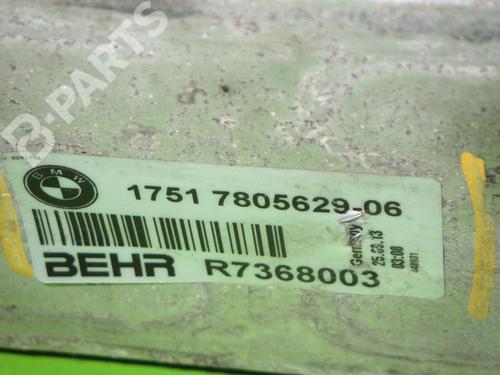 B-PARTS
BMW
1751 7805629-06
BEHR R7368003
Germany
25.03.13
03:08